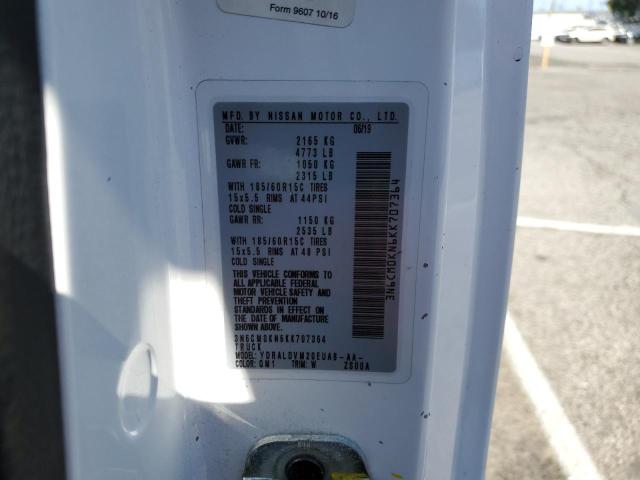 Form 9607 10/16
MFD. BY NISSAN MOTOR CO., LTD.
DATE: 06/19
GVWR: 2165 KG
4773 LB
GAWR FR: 1050 KG
2315 LB
WITH 185/60R15C TIRES
15x5.5 RIMS AT 44PSI
COLD SINGLE
GAWR RR: 1150 KG
2535 LB
WITH 185/60R15C TIRES
15x5.5 RIMS AT 48 PSI
COLD SINGLE
THIS VEHICLE CONFORMS TO
ALL APPLICABLE FEDERAL
MOTOR VEHICLE SAFETY AND
THEFT PREVENTION
STANDARDS IN EFFECT ON
THE DATE OF MANUFACTURE
SHOWN ABOVE.
3N6CM0KN6KK707364
TRUCK
MODEL: YDRALDVM20EUA8-AA-
COLOR: QM1 TRIM: W ZS00A
3N6CM0KN6KK707364